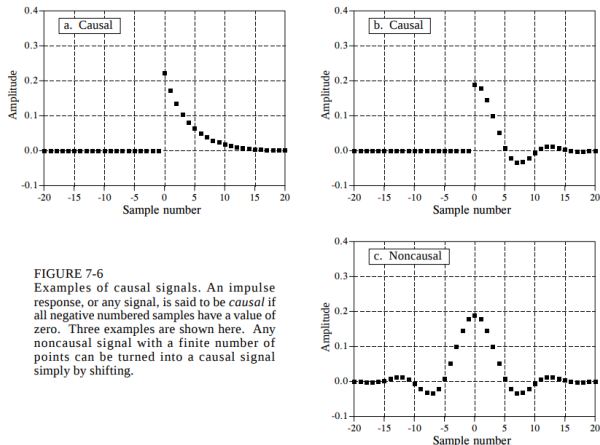 a. Causal
0.4
0.3
0.2
0.1
0.0
-0.1
Amplitude
-20 -15 -10 -5 0 5 10 15 20
Sample number
b. Causal
0.4
0.3
0.2
0.1
0.0
-0.1
Amplitude
-20 -15 -10 -5 0 5 10 15 20
Sample number
FIGURE 7-6
Examples of causal signals. An impulse
response, or any signal, is said to be causal if
all negative numbered samples have a value of
zero. Three examples are shown here. Any
noncausal signal with a finite number of
points can be turned into a causal signal
simply by shifting.
c. Noncausal
0.4
0.3
0.2
0.1
0.0
-0.1
Amplitude
-20 -15 -10 -5 0 5 10 15 20
Sample number